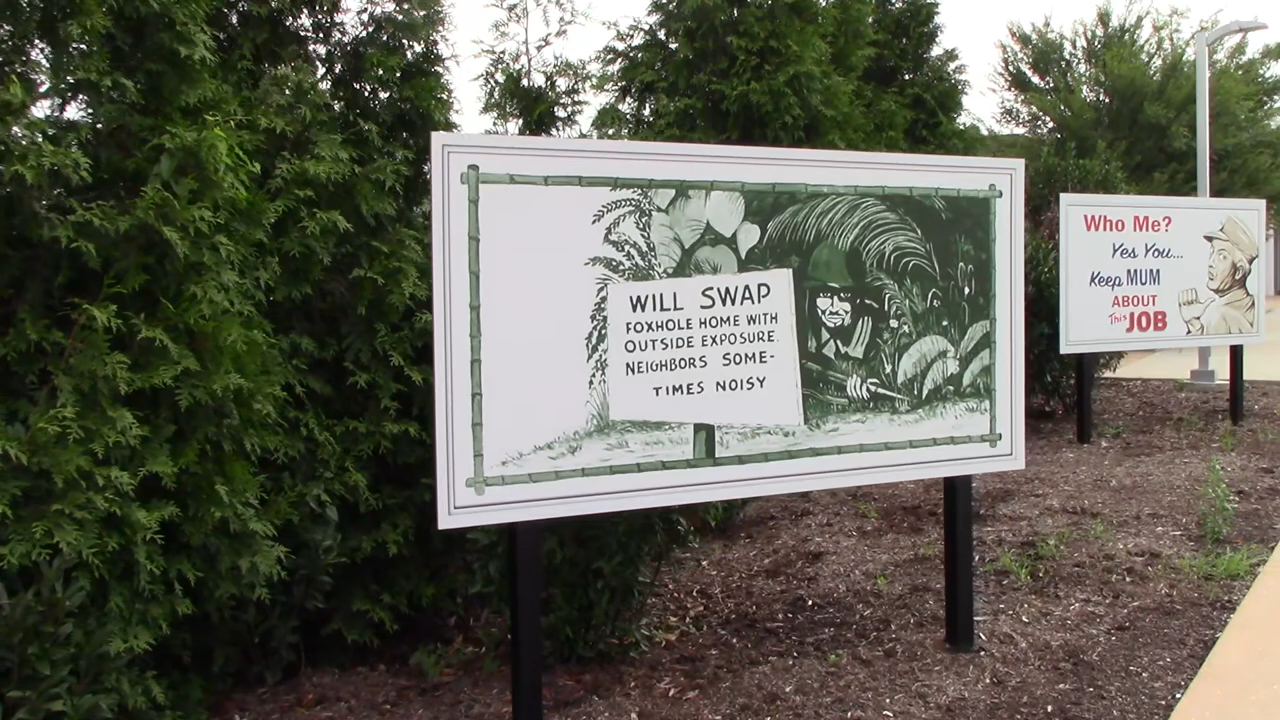 WILL SWAP
FOXHOLE HOME WITH
OUTSIDE EXPOSURE.
NEIGHBORS SOME-
TIMES NOISY
Who Me?
Yes You...
Keep MUM
ABOUT
This JOB